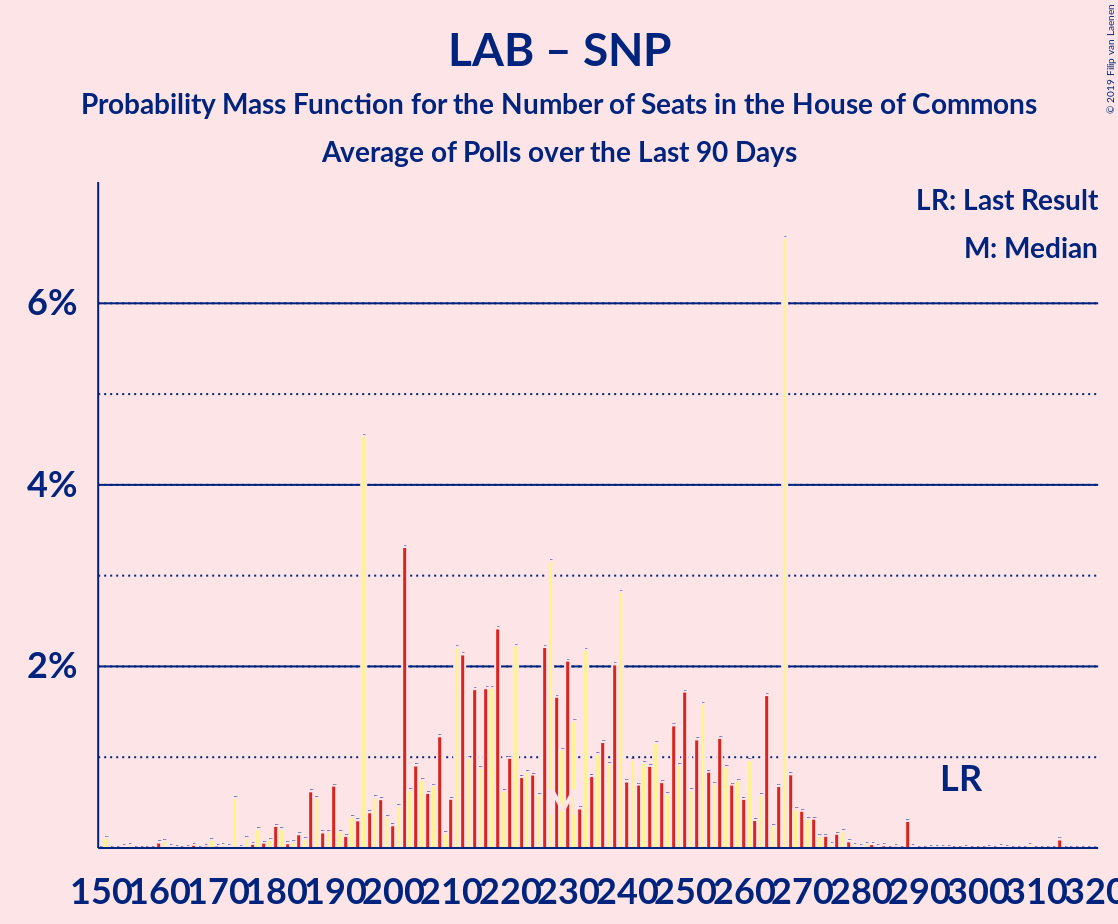 LAB – SNP
Probability Mass Function for the Number of Seats in the House of Commons
Average of Polls over the Last 90 Days
© 2019 Filip van Laenen
LR: Last Result
M: Median
6%
4%
2%
LR
M
150 160 170 180 190 200 210 220 230 240 250 260 270 280 290 300 310 320